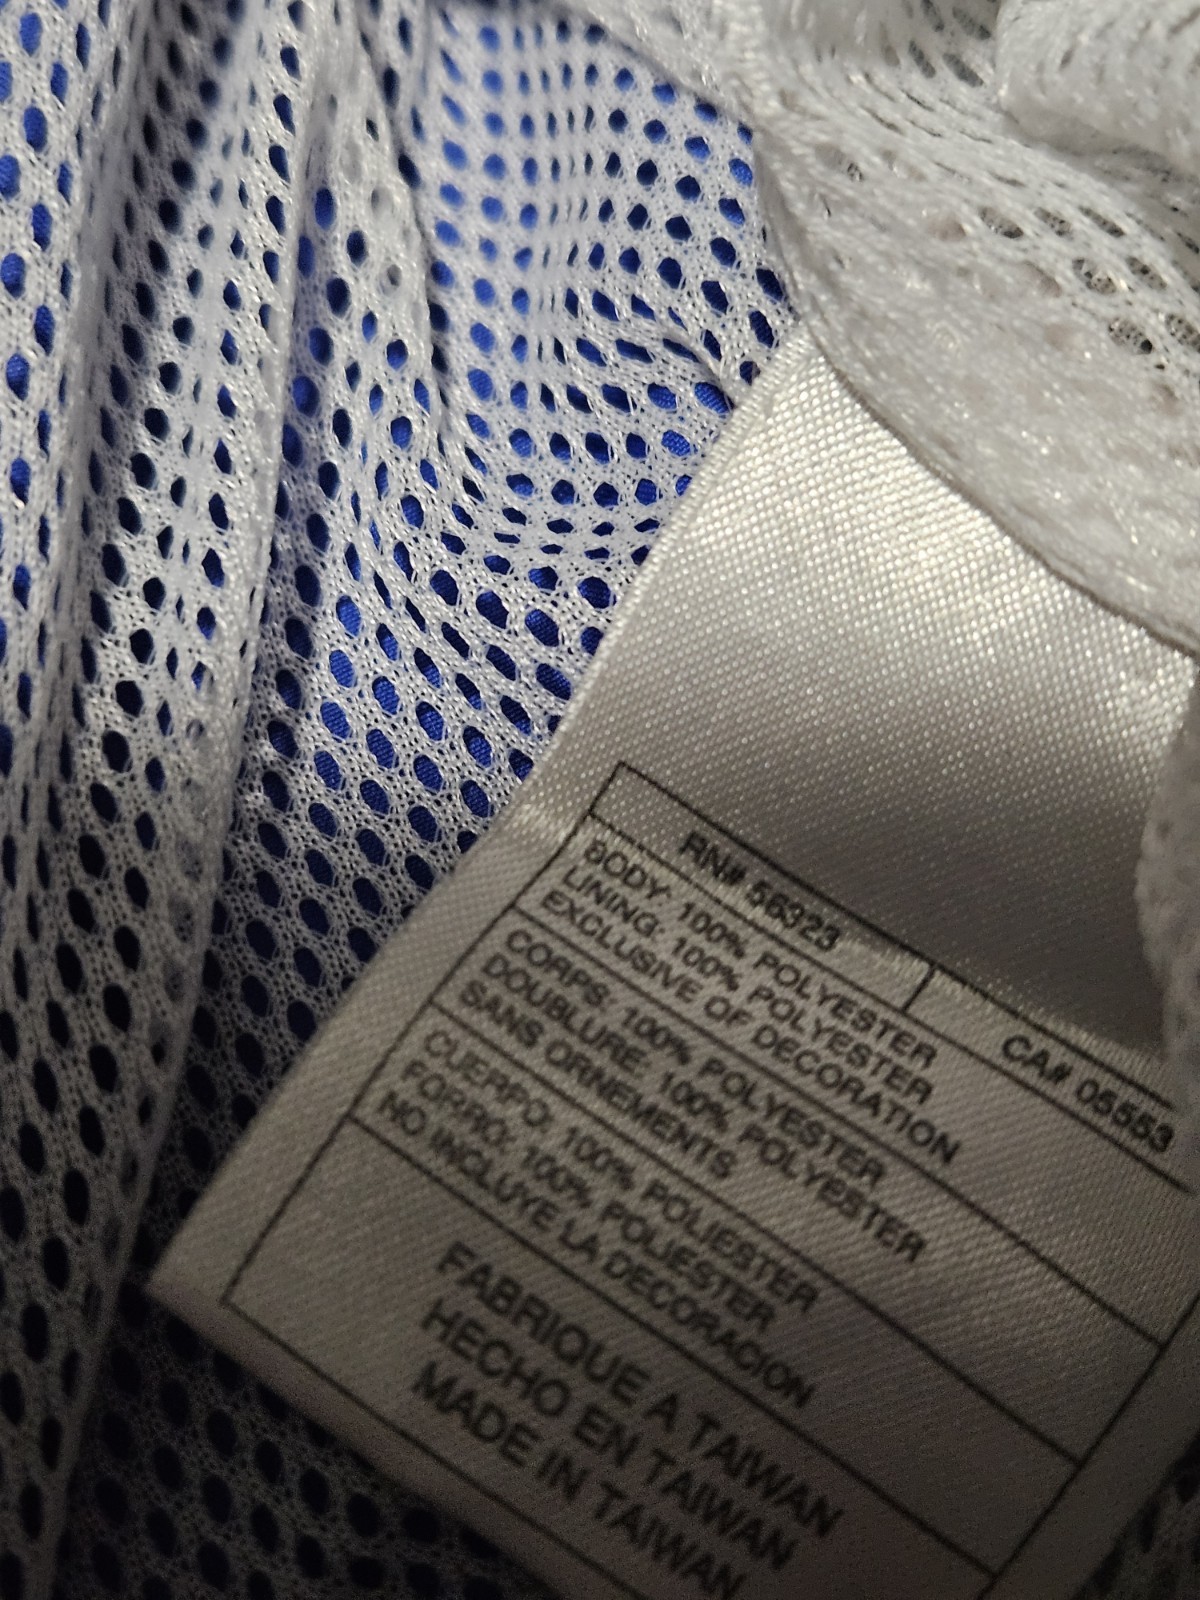 RN# 56323
CA# 05553
BODY: 100% POLYESTER
LINING: 100% POLYESTER
EXCLUSIVE OF DECORATION
CORPS: 100% POLYESTER
DOUBLURE: 100% POLYESTER
SANS ORNEMENTS
CUERPO: 100% POLIESTER
FORRO: 100% POLIESTER
NO INCLUYE LA DECORACION
FABRIQUE A TAIWAN
HECHO EN TAIWAN
MADE IN TAIWAN